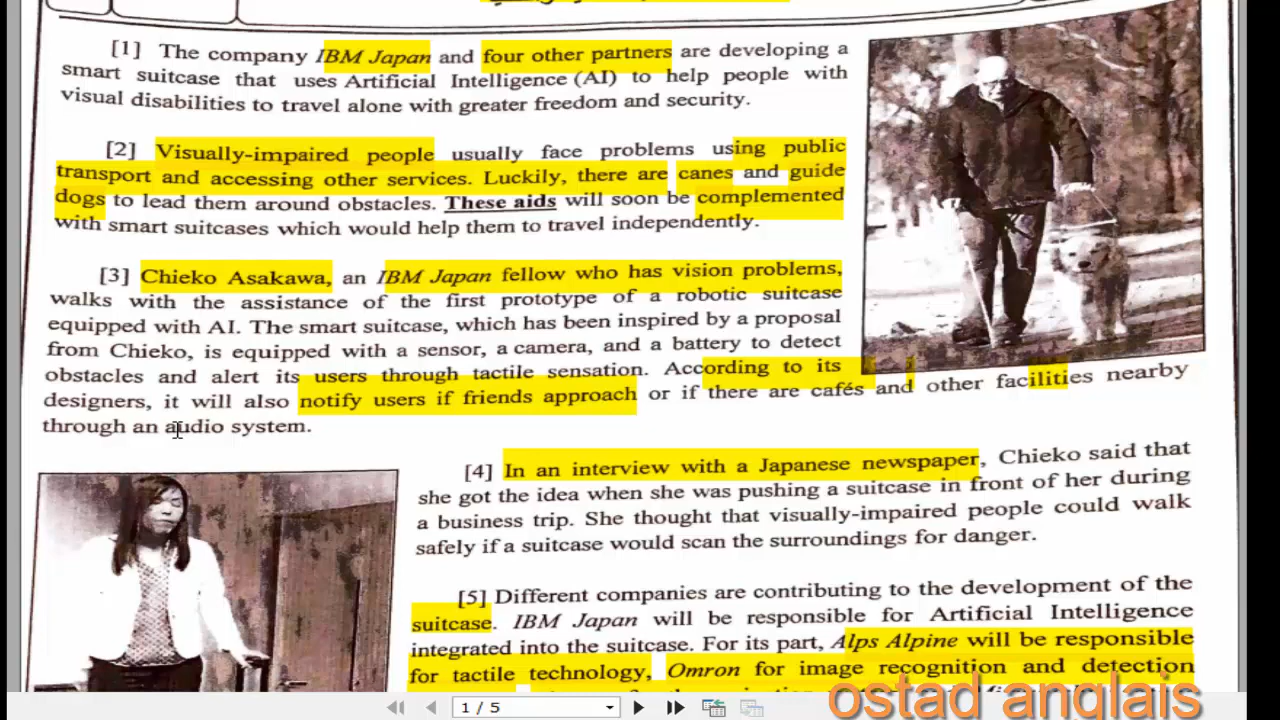 [1] The company IBM Japan and four other partners are developing a
smart suitcase that uses Artificial Intelligence (AI) to help people with
visual disabilities to travel alone with greater freedom and security.
[2] Visually-impaired people usually face problems using public
transport and accessing other services. Luckily, there are canes and guide
dogs to lead them around obstacles. These aids will soon be complemented
with smart suitcases which would help them to travel independently.
[3] Chieko Asakawa, an IBM Japan fellow who has vision problems,
walks with the assistance of the first prototype of a robotic suitcase
equipped with AI. The smart suitcase, which has been inspired by a proposal
from Chieko, is equipped with a sensor, a camera, and a battery to detect
obstacles and alert its users through tactile sensation. According to its
designers, it will also notify users if friends approach or if there are cafés and other facilities nearby
through an audio system.
[4] In an interview with a Japanese newspaper, Chieko said that
she got the idea when she was pushing a suitcase in front of her during
a business trip. She thought that visually-impaired people could walk
safely if a suitcase would scan the surroundings for danger.
[5] Different companies are contributing to the development of the
suitcase. IBM Japan will be responsible for Artificial Intelligence
integrated into the suitcase. For its part, Alps Alpine will be responsible
for tactile technology, Omron for image recognition and detection
1 / 5
ostad anglais